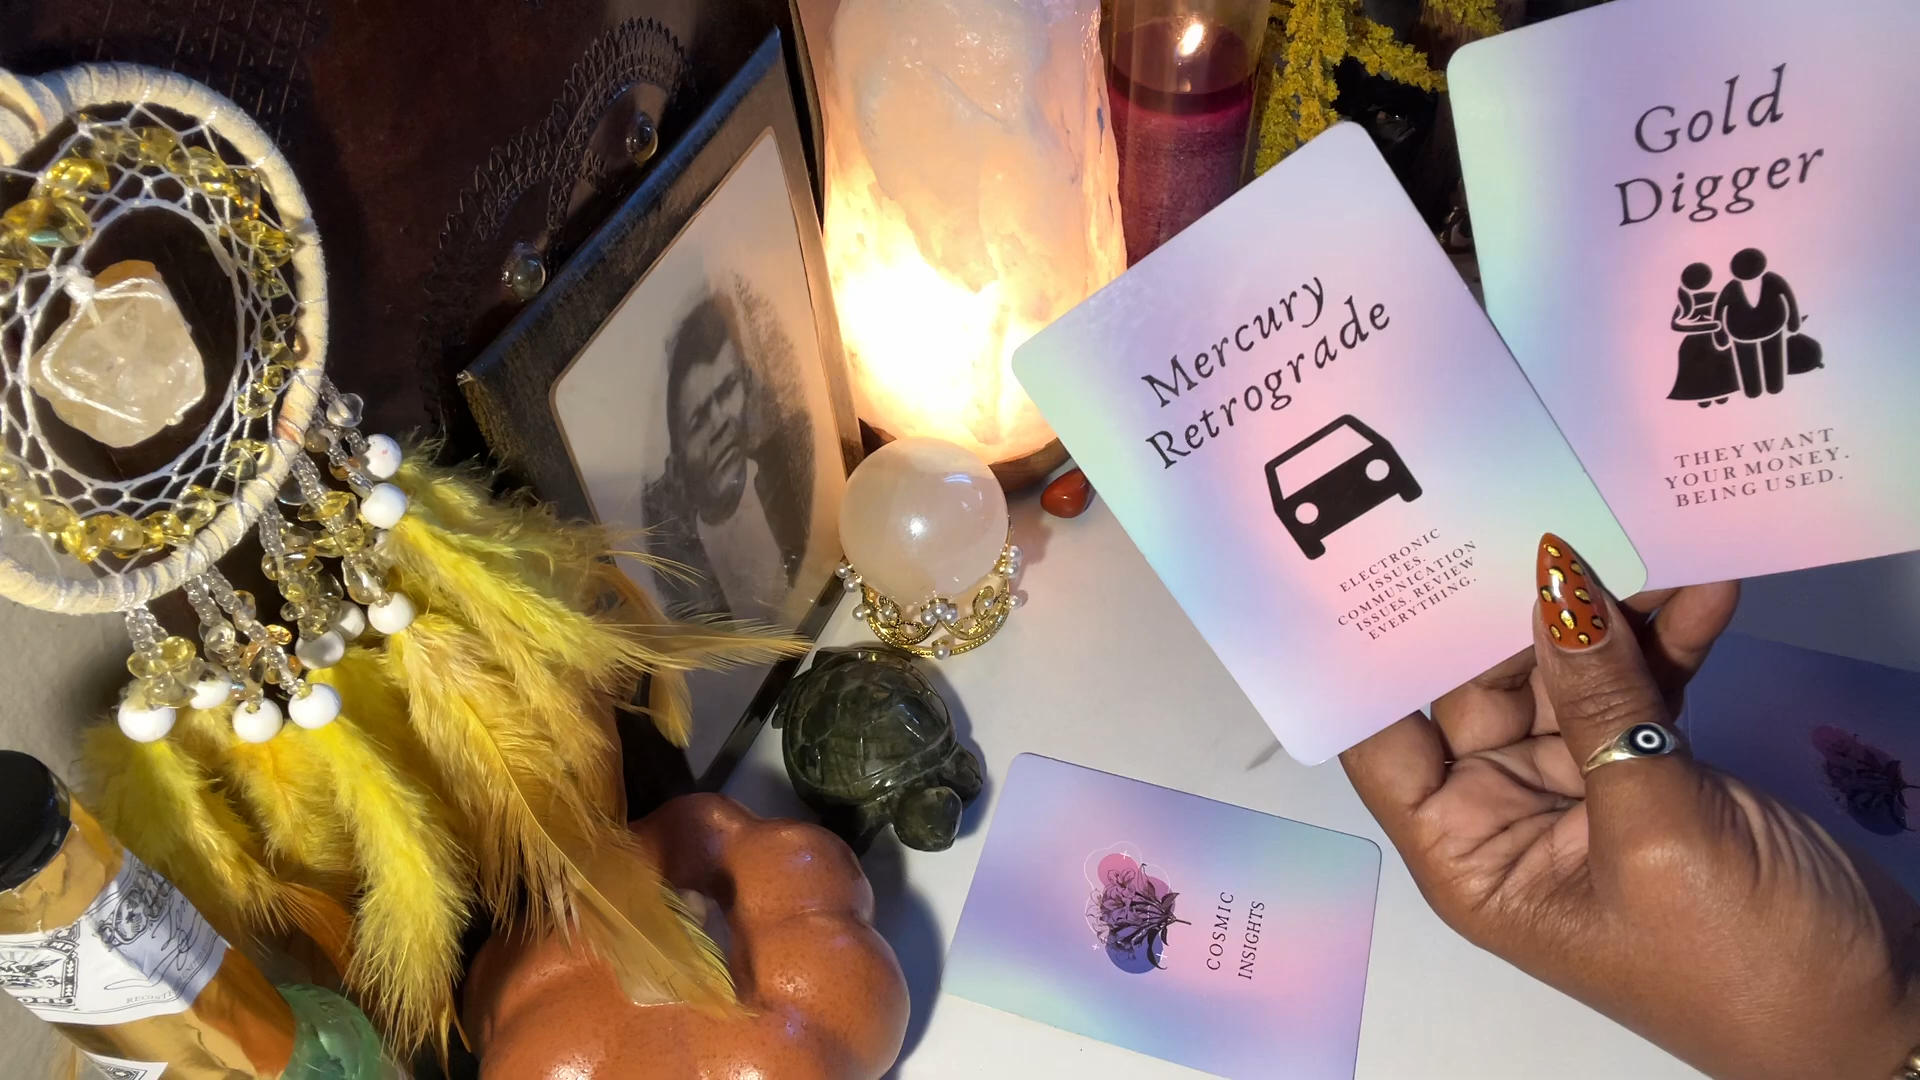 Gold
Digger
THEY WANT
YOUR MONEY.
BEING USED.
Mercury
Retrograde
ELECTRONIC
ISSUES.
COMMUNICATION
ISSUES. REVIEW
EVERYTHING.
COSMIC
INSIGHTS